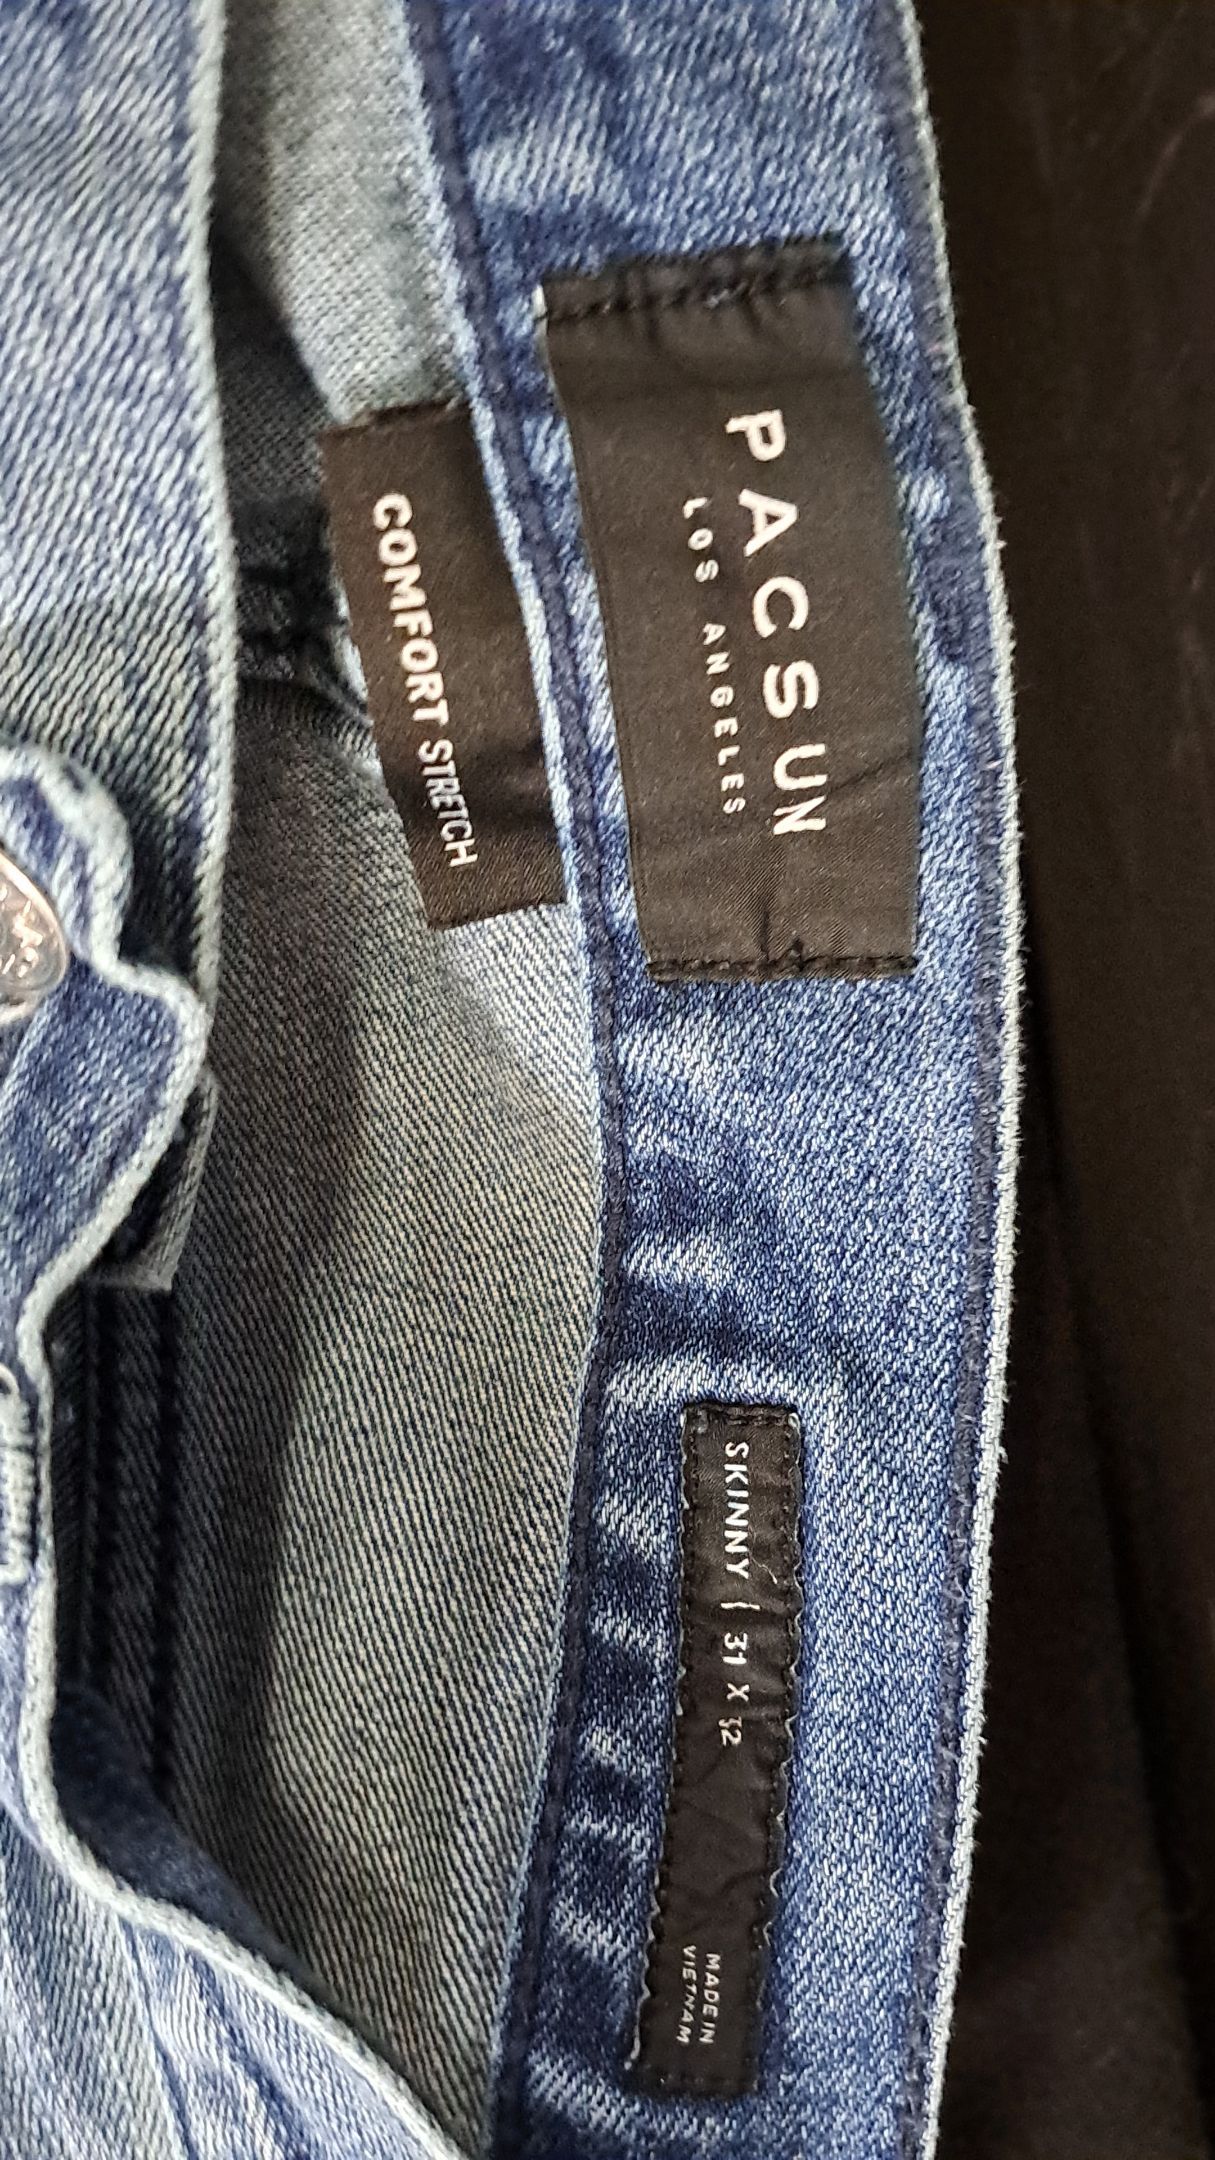 PACSUN
LOS ANGELES
COMFORT STRETCH
SKINNY | 31 X 32
MADE IN
VIETNAM